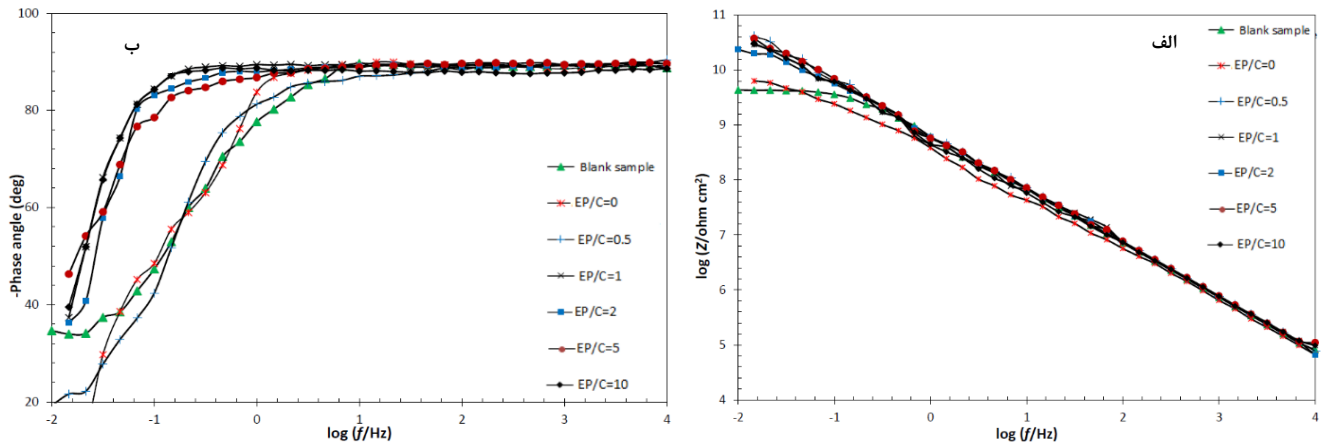 ب
-Phase angle (deg)
-100
-80
-60
-40
-20
-2
-1
0
1
2
3
4
log (f/Hz)
Blank sample
EP/C=0
EP/C=0.5
EP/C=1
EP/C=2
EP/C=5
EP/C=10
الف
log (Z/ohm cm²)
11
10
9
8
7
6
5
4
-2
-1
0
1
2
3
4
log (f/Hz)
Blank sample
EP/C=0
EP/C=0.5
EP/C=1
EP/C=2
EP/C=5
EP/C=10